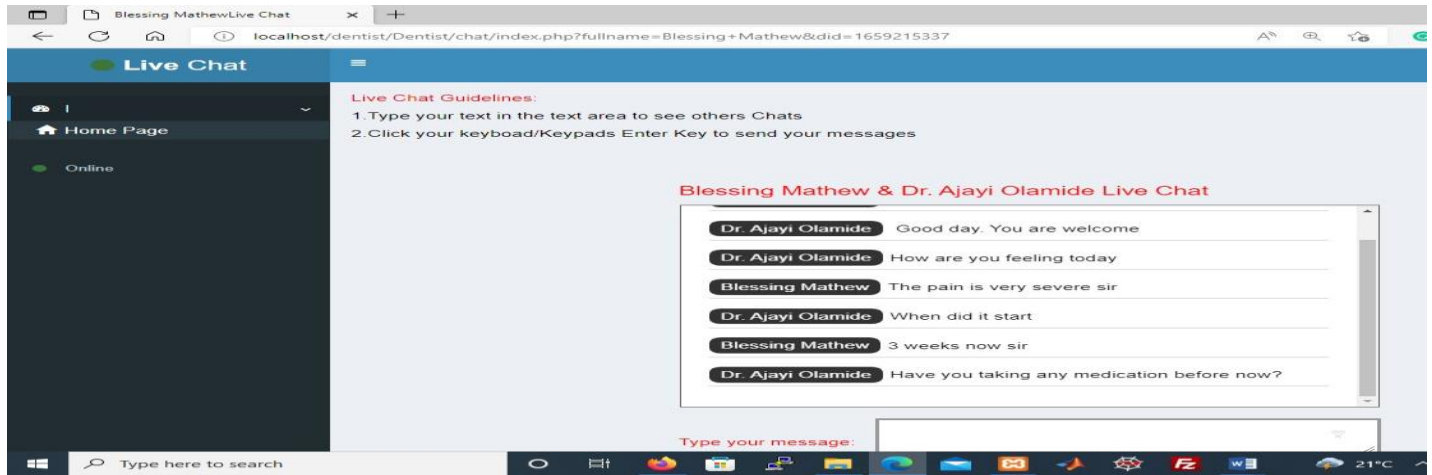 Blessing MathewLive Chat
localhost/dentist/Dentist/chat/index.php?fullname=Blessing+Mathew&did=1659215337
Live Chat
I
Home Page
Online
Live Chat Guidelines:
1.Type your text in the text area to see others Chats
2.Click your keyboad/Keypads Enter Key to send your messages
Blessing Mathew & Dr. Ajayi Olamide Live Chat
Dr. Ajayi Olamide Good day. You are welcome
Dr. Ajayi Olamide How are you feeling today
Blessing Mathew The pain is very severe sir
Dr. Ajayi Olamide When did it start
Blessing Mathew 3 weeks now sir
Dr. Ajayi Olamide Have you taking any medication before now?
Type your message:
Type here to search
21°C